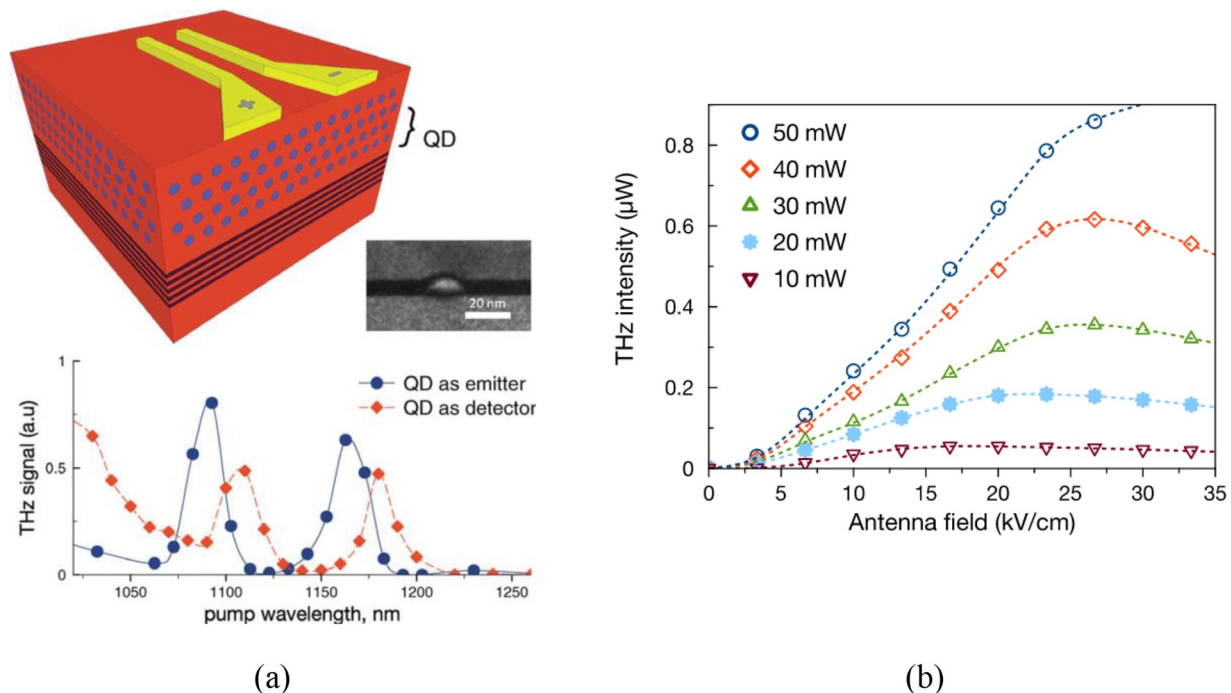 +
-
} QD
20 nm
QD as emitter
QD as detector
THz signal (a.u)
1
0.5
0
1050 1100 1150 1200 1250
pump wavelength, nm
(a)
50 mW
40 mW
30 mW
20 mW
10 mW
THz intensity (μW)
0.8
0.6
0.4
0.2
0
0 5 10 15 20 25 30 35
Antenna field (kV/cm)
(b)